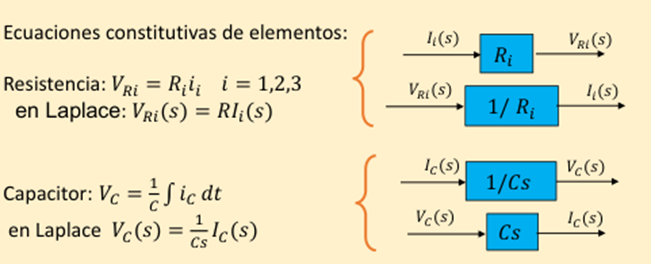 Ecuaciones constitutivas de elementos:
Resistencia: V_{Ri} = R_i i_i   i = 1,2,3
en Laplace: V_{Ri}(s) = RI_i(s)
I_i(s)
R_i
V_{Ri}(s)
V_{Ri}(s)
1/ R_i
I_i(s)
Capacitor: V_C = \frac{1}{C} ∫ i_C dt
en Laplace V_C(s) = \frac{1}{Cs} I_C(s)
I_C(s)
1/Cs
V_C(s)
V_C(s)
Cs
I_C(s)